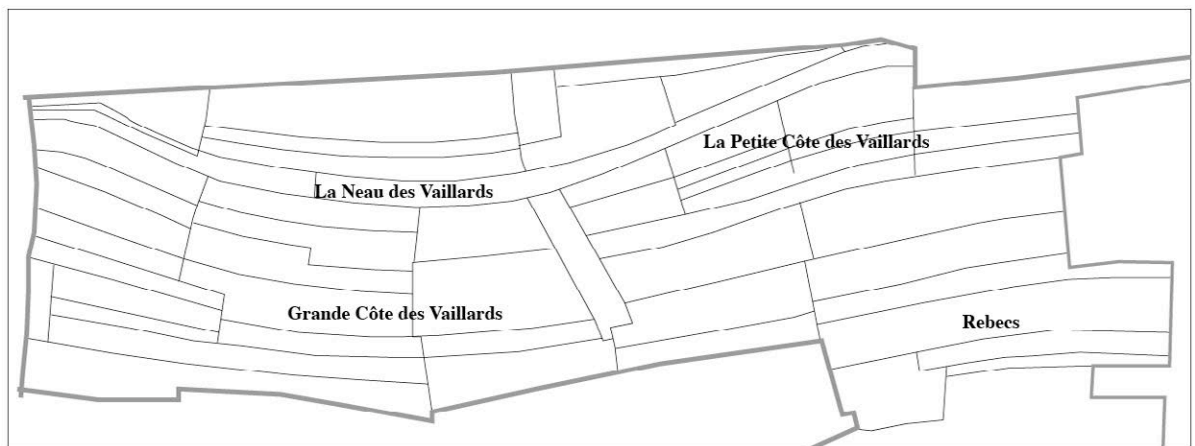 La Petite Côte des Vaillards
La Neau des Vaillards
Grande Côte des Vaillards
Rebecs